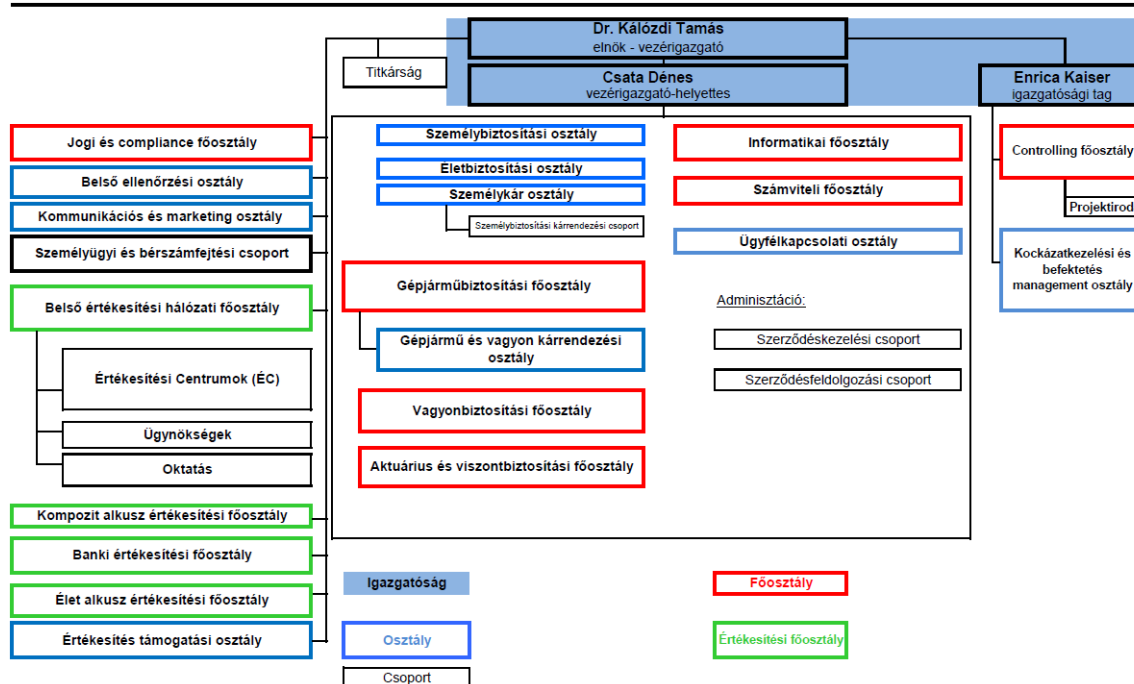 Dr. Kálózdi Tamás
elnök - vezérigazgató
Titkárság
Csata Dénes
vezérigazgató-helyettes
Enrica Kaiser
igazgatósági tag
Jogi és compliance főosztály
Belső ellenőrzési osztály
Kommunikációs és marketing osztály
Személyügyi és bérszámfejtési csoport
Belső értékesítési hálózati főosztály
Értékesítési Centrumok (ÉC)
Ügynökségek
Oktatás
Kompozit alkusz értékesítési főosztály
Banki értékesítési főosztály
Élet alkusz értékesítési főosztály
Értékesítés támogatási osztály
Személybiztosítási osztály
Életbiztosítási osztály
Személykár osztály
Személybiztosítási kárrendezési csoport
Gépjárműbiztosítási főosztály
Gépjármű és vagyon kárrendezési
osztály
Vagyonbiztosítási főosztály
Aktuárius és viszontbiztosítási főosztály
Informatikai főosztály
Számviteli főosztály
Ügyfélkapcsolati osztály
Adminisztáció:
Szerződéskezelési csoport
Szerződésfeldolgozási csoport
Controlling főosztály
Projektirod
Kockázatkezelési és
befektetés
management osztály
Igazgatóság
Főosztály
Osztály
Értékesítési főosztály
Csoport